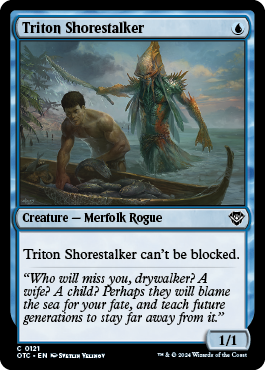 Triton Shorestalker
Creature — Merfolk Rogue
Triton Shorestalker can't be blocked.
"Who will miss you, drywalker? A
wife? A child? Perhaps they will blame
the sea for your fate, and teach future
generations to stay far away from it."
1/1
C 0121
OTC • EN Svetlin Velinov
™ & © 2024 Wizards of the Coast